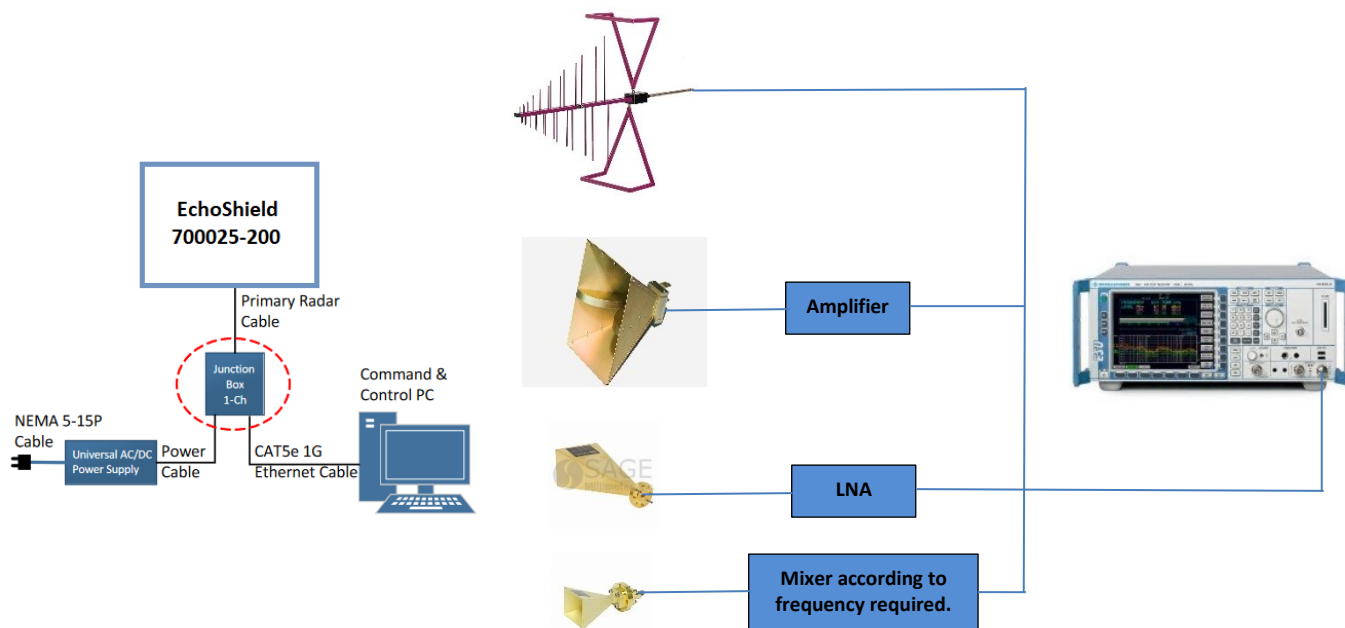 EchoShield
700025-200
Primary Radar
Cable
Junction
Box
1-Ch
Command &
Control PC
NEMA 5-15P
Cable
Universal AC/DC
Power Supply
Power
Cable
CAT5e 1G
Ethernet Cable
Amplifier
SAGE
LNA
Mixer according to
frequency required.